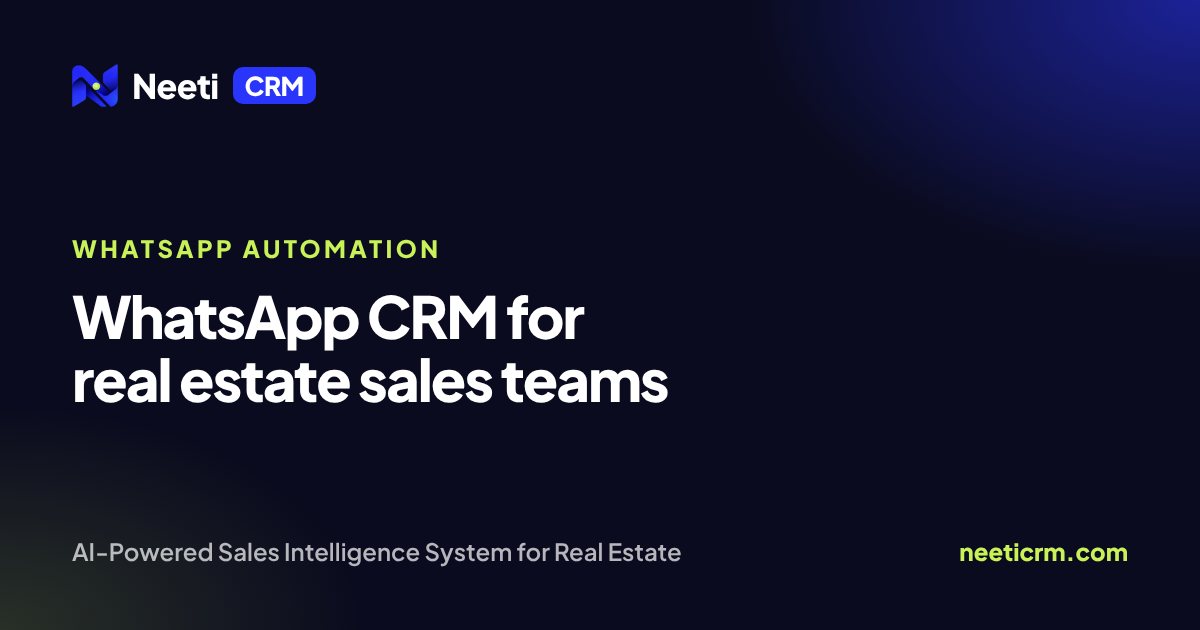 Neeti CRM
WHATSAPP AUTOMATION
WhatsApp CRM for
real estate sales teams
AI-Powered Sales Intelligence System for Real Estate
neeticrm.com